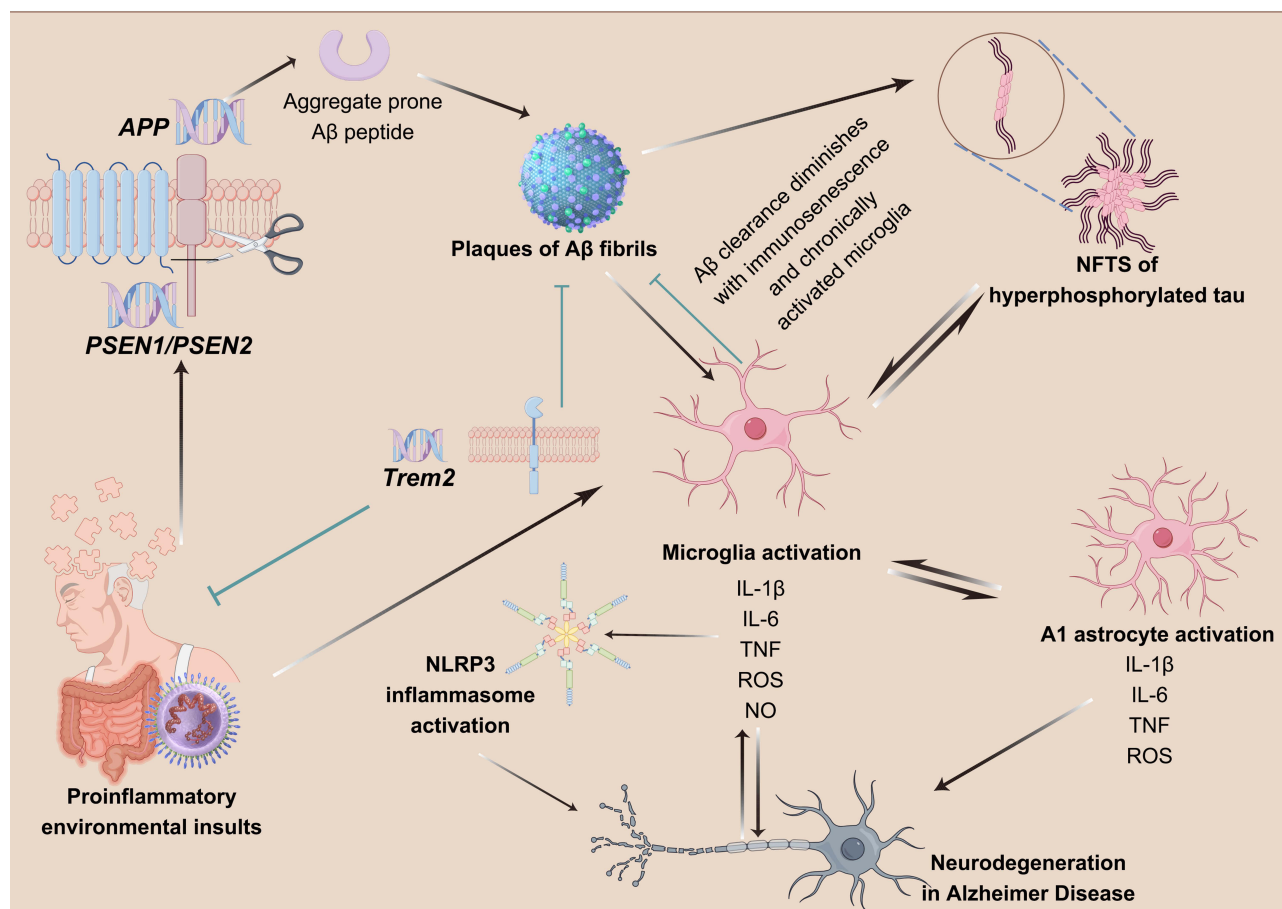 APP
Aggregate prone
Aβ peptide
PSEN1/PSEN2
Plaques of Aβ fibrils
Aβ clearance diminishes
with immunosenescence
and chronically
activated microglia
NFTS of
hyperphosphorylated tau
Trem2
Microglia activation
IL-1β
IL-6
TNF
ROS
NO
A1 astrocyte activation
IL-1β
IL-6
TNF
ROS
NLRP3
inflammasome
activation
Proinflammatory
environmental insults
Neurodegeneration
in Alzheimer Disease